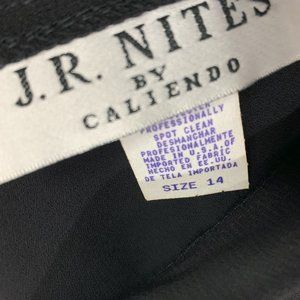 J.R. NITES
BY
CALIENDO
PROFESSIONALLY
SPOT CLEAN
DESMANCHAR
PROFESIONALMENTE
MADE IN U.S.A. OF
IMPORTED FABRIC
HECHO EN EE.UU.
DE TELA IMPORTADA
SIZE 14